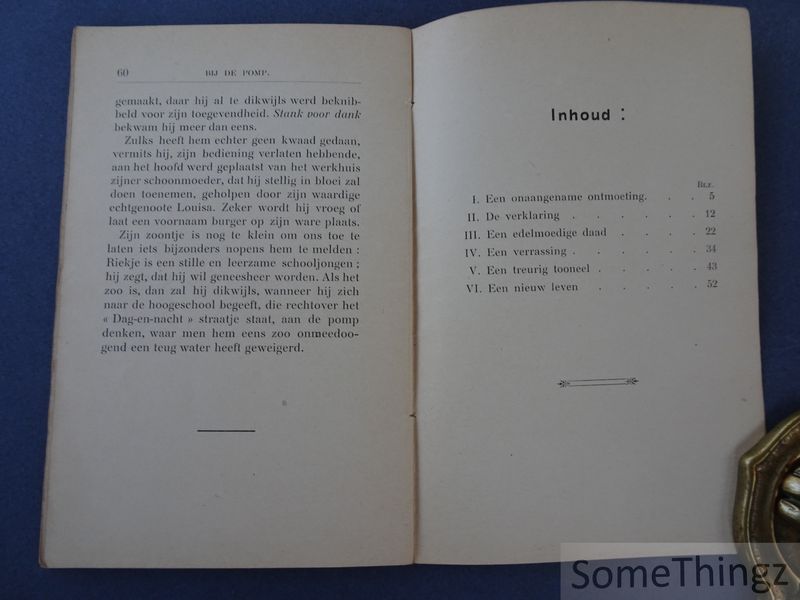 60 BIJ DE POMP.
gemaakt, daar hij al te dikwijls werd beknib-
beld voor zijn toegevendheid. Stank voor dank
bekwam hij meer dan eens.
Zulks heeft hem echter geen kwaad gedaan,
vermits hij, zijn bediening verlaten hebbende,
aan het hoofd werd geplaatst van het werkhuis
zijner schoonmoeder, dat hij stellig in bloei zal
doen toenemen, geholpen door zijn waardige
echtgenoote Louisa. Zeker wordt hij vroeg of
laat een voornaam burger op zijn ware plaats.
Zijn zoontje is nog te klein om ons toe te
laten iets bijzonders nopens hem te melden :
Riekje is een stille en leerzame schooljongen ;
hij zegt, dat hij wil geneesheer worden. Als het
zoo is, dan zal hij dikwijls, wanneer hij zich
naar de hoogeschool begeeft, die rechtover het
« Dag-en-nacht » straatje staat, aan de pomp
denken, waar men hem eens zoo onmeedoo-
gend een teug water heeft geweigerd.
Inhoud :
BLZ.
I. Een onaangename ontmoeting. . . 5
II. De verklaring . . . . . . 12
III. Een edelmoedige daad . . . . . 22
IV. Een verrassing . . . . . . 34
V. Een treurig tooneel . . . . . 43
VI. Een nieuw leven . . . . . 52
SomeThingz